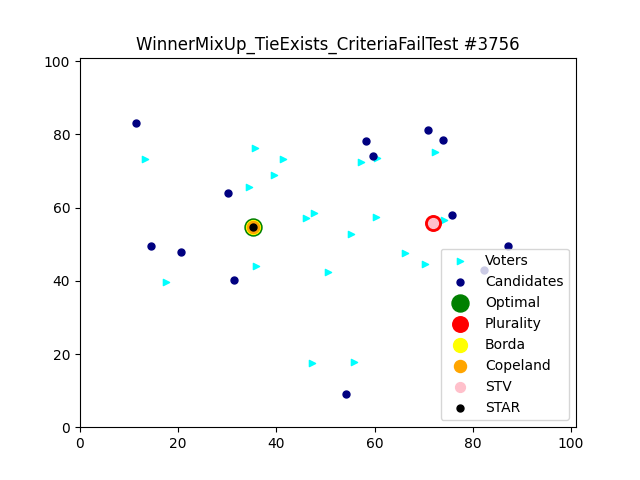 WinnerMixUp_TieExists_CriteriaFailTest #3756
100
80
60
40
20
0
0 20 40 60 80 100
Voters
Candidates
Optimal
Plurality
Borda
Copeland
STV
STAR